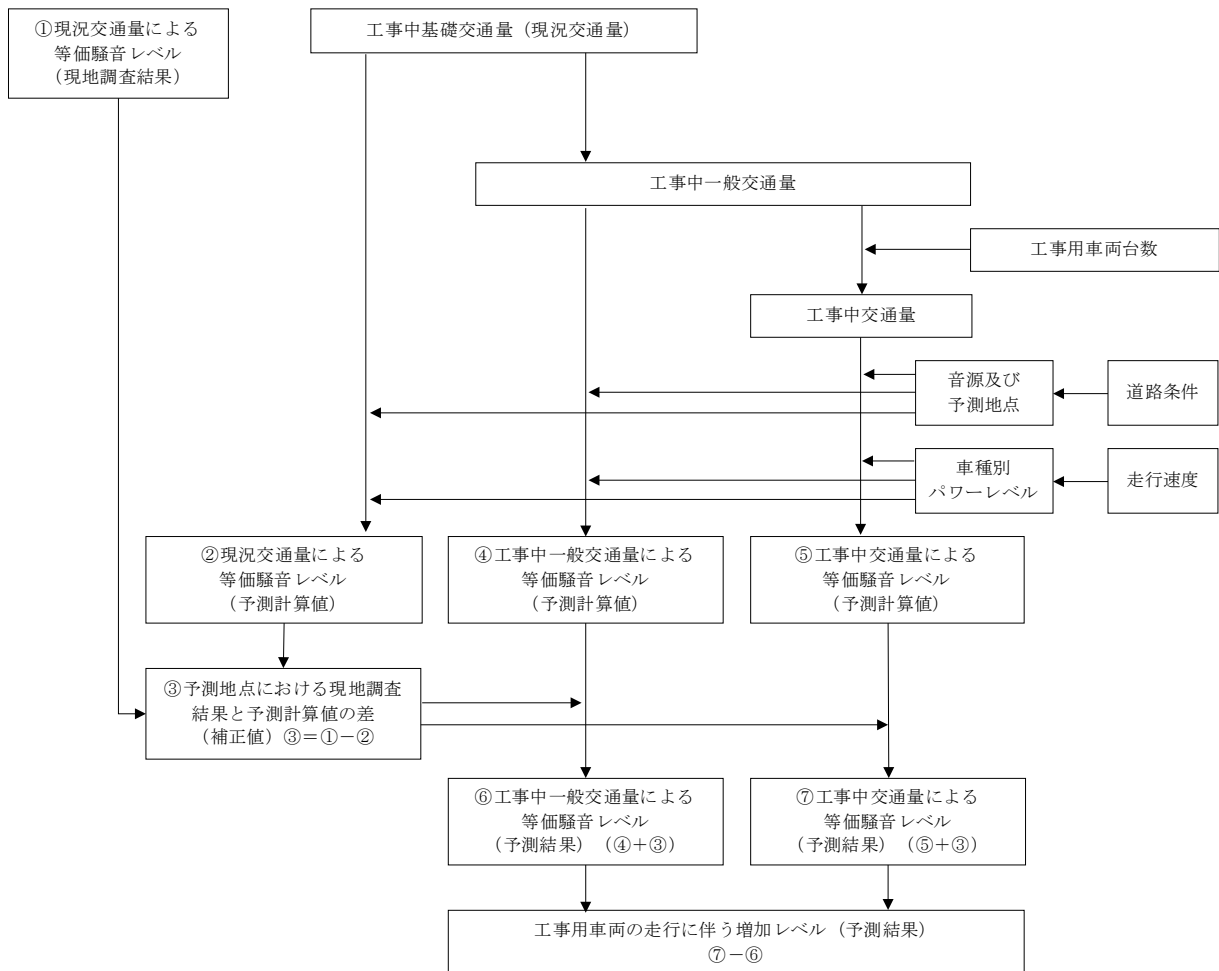 ①現況交通量による
等価騒音レベル
（現地調査結果）
工事中基礎交通量（現況交通量）
工事中一般交通量
工事用車両台数
工事中交通量
音源及び
予測地点
道路条件
車種別
パワーレベル
走行速度
②現況交通量による
等価騒音レベル
（予測計算値）
④工事中一般交通量による
等価騒音レベル
（予測計算値）
⑤工事中交通量による
等価騒音レベル
（予測計算値）
③予測地点における現地調査
結果と予測計算値の差
（補正値）③＝①－②
⑥工事中一般交通量による
等価騒音レベル
（予測結果）（④＋③）
⑦工事中交通量による
等価騒音レベル
（予測結果）（⑤＋③）
工事用車両の走行に伴う増加レベル（予測結果）
⑦－⑥